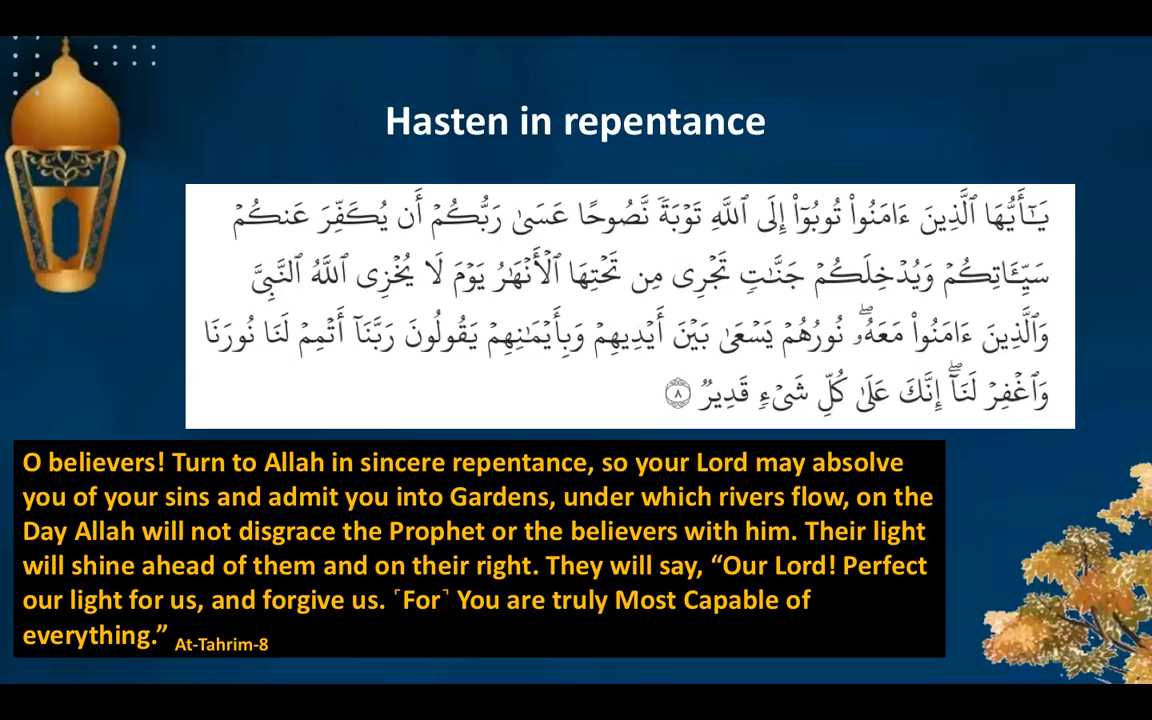 Hasten in repentance
يَـٰٓأَيُّهَا ٱلَّذِينَ ءَامَنُوا۟ تُوبُوٓا۟ إِلَى ٱللَّهِ تَوْبَةً نَّصُوحًا عَسَىٰ رَبُّكُمْ أَن يُكَفِّرَ عَنكُمْ
سَيِّـَٔاتِكُمْ وَيُدْخِلَكُمْ جَنَّـٰتٍ تَجْرِى مِن تَحْتِهَا ٱلْأَنْهَـٰرُ يَوْمَ لَا يُخْزِى ٱللَّهُ ٱلنَّبِىَّ
وَٱلَّذِينَ ءَامَنُوا۟ مَعَهُۥ ۖ نُورُهُمْ يَسْعَىٰ بَيْنَ أَيْدِيهِمْ وَبِأَيْمَـٰنِهِمْ يَقُولُونَ رَبَّنَآ أَتْمِمْ لَنَا نُورَنَا
وَٱغْفِرْ لَنَآ ۖ إِنَّكَ عَلَىٰ كُلِّ شَىْءٍ قَدِيرٌ ٨
O believers! Turn to Allah in sincere repentance, so your Lord may absolve
you of your sins and admit you into Gardens, under which rivers flow, on the
Day Allah will not disgrace the Prophet or the believers with him. Their light
will shine ahead of them and on their right. They will say, “Our Lord! Perfect
our light for us, and forgive us. ˹For˺ You are truly Most Capable of
everything.” At-Tahrim-8